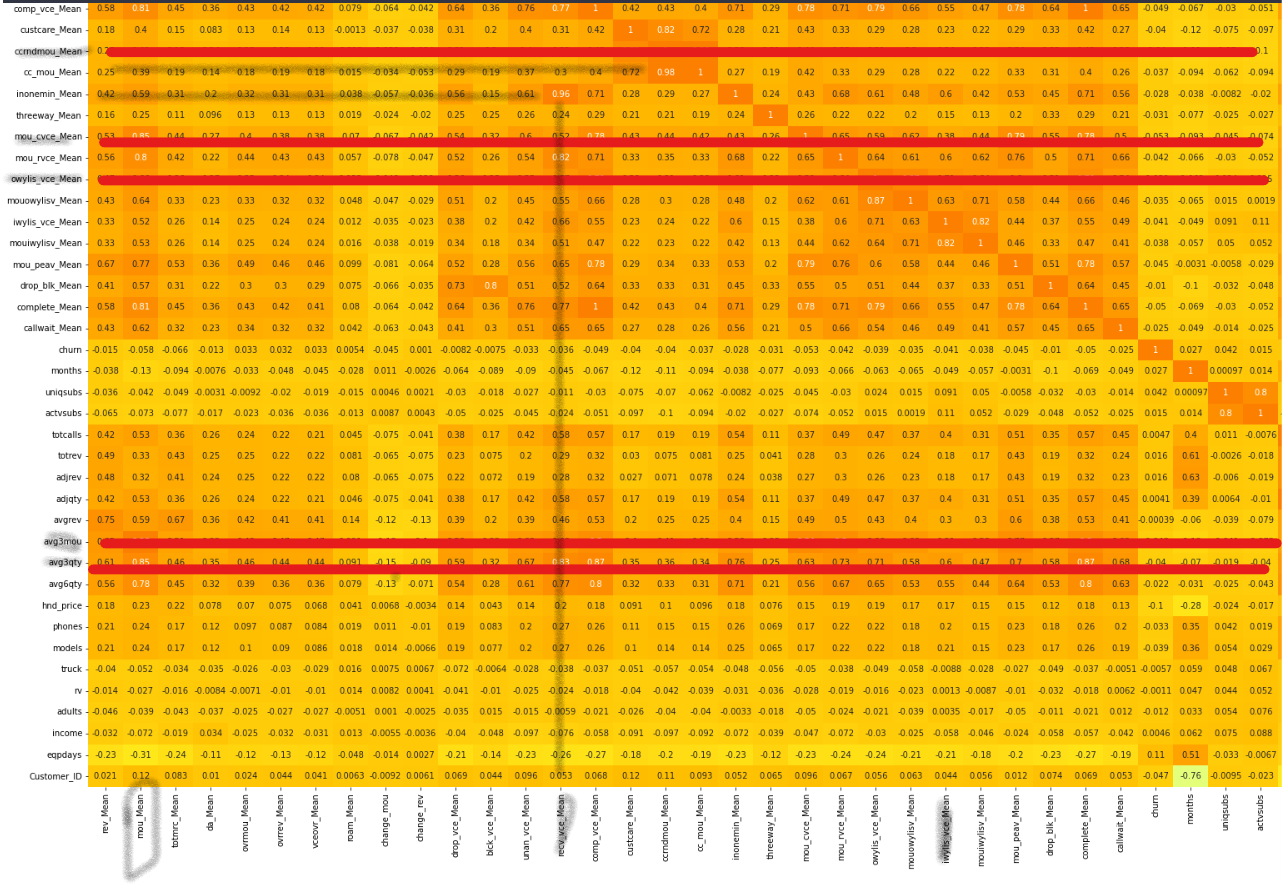 comp_vce_Mean 0.58 0.81 0.45 0.36 0.43 0.42 0.42 0.079 -0.064 -0.042 0.64 0.36 0.76 0.77 1 0.42 0.43 0.4 0.71 0.29 0.78 0.71 0.79 0.66 0.55 0.47 0.78 0.64 1 0.65 -0.049 -0.067 -0.03 -0.051
custcare_Mean 0.18 0.4 0.15 0.083 0.13 0.14 0.13 -0.0013 -0.037 -0.038 0.31 0.2 0.4 0.31 0.42 1 0.82 0.72 0.28 0.21 0.43 0.33 0.29 0.28 0.23 0.22 0.29 0.33 0.42 0.27 -0.04 -0.12 -0.075 -0.097
ccrndmou_Mean
cc_mou_Mean 0.25 0.39 0.19 0.14 0.18 0.19 0.18 0.015 -0.034 -0.053 0.29 0.19 0.37 0.3 0.4 0.72 0.98 1 0.27 0.19 0.42 0.33 0.29 0.28 0.22 0.22 0.33 0.31 0.4 0.26 -0.037 -0.094 -0.062 -0.094
inonemin_Mean 0.42 0.59 0.31 0.2 0.32 0.31 0.31 0.038 -0.057 -0.036 0.56 0.15 0.61 0.96 0.71 0.28 0.29 0.27 1 0.24 0.43 0.68 0.61 0.48 0.6 0.42 0.53 0.45 0.71 0.56 -0.028 -0.038 -0.0082 -0.02
threeway_Mean 0.16 0.25 0.11 0.096 0.13 0.13 0.13 0.019 -0.024 -0.02 0.25 0.25 0.26 0.24 0.29 0.21 0.21 0.19 0.24 1 0.26 0.22 0.22 0.2 0.15 0.13 0.2 0.33 0.29 0.21 -0.031 -0.077 -0.025 -0.027
mou_cvce_Mean
mou_rvce_Mean 0.56 0.8 0.42 0.22 0.44 0.43 0.43 0.057 -0.078 -0.047 0.52 0.26 0.54 0.82 0.71 0.33 0.35 0.33 0.68 0.22 0.65 1 0.64 0.61 0.6 0.62 0.76 0.5 0.71 0.66 -0.042 -0.066 -0.03 -0.052
owylis_vce_Mean
mouowylisv_Mean 0.43 0.64 0.33 0.23 0.33 0.32 0.32 0.048 -0.047 -0.029 0.51 0.2 0.45 0.55 0.66 0.28 0.3 0.28 0.48 0.2 0.62 0.61 0.87 1 0.63 0.71 0.58 0.44 0.66 0.46 -0.035 -0.065 0.015 0.0019
iwylis_vce_Mean 0.33 0.52 0.26 0.14 0.25 0.24 0.24 0.012 -0.035 -0.023 0.38 0.2 0.42 0.66 0.55 0.23 0.24 0.22 0.6 0.15 0.38 0.6 0.71 0.63 1 0.82 0.44 0.37 0.55 0.49 -0.041 -0.049 0.091 0.11
mouiwylisv_Mean 0.33 0.53 0.26 0.14 0.25 0.24 0.24 0.016 -0.038 -0.019 0.34 0.18 0.34 0.51 0.47 0.22 0.23 0.22 0.42 0.13 0.44 0.62 0.64 0.71 0.82 1 0.46 0.33 0.47 0.41 -0.038 -0.057 0.05 0.052
mou_peav_Mean 0.67 0.77 0.53 0.36 0.49 0.46 0.46 0.099 -0.081 -0.064 0.52 0.28 0.56 0.65 0.78 0.29 0.34 0.33 0.53 0.2 0.79 0.76 0.6 0.58 0.44 0.46 1 0.51 0.78 0.57 -0.045 -0.0031 -0.0058 -0.029
drop_blk_Mean 0.41 0.57 0.31 0.22 0.3 0.3 0.29 0.075 -0.066 -0.035 0.73 0.8 0.51 0.52 0.64 0.33 0.33 0.31 0.45 0.33 0.55 0.5 0.51 0.44 0.37 0.33 0.51 1 0.64 0.45 -0.01 -0.1 -0.032 -0.048
complete_Mean 0.58 0.81 0.45 0.36 0.43 0.42 0.41 0.08 -0.064 -0.042 0.64 0.36 0.76 0.77 1 0.42 0.43 0.4 0.71 0.29 0.78 0.71 0.79 0.66 0.55 0.47 0.78 0.64 1 0.65 -0.05 -0.069 -0.03 -0.052
callwait_Mean 0.43 0.62 0.32 0.23 0.34 0.32 0.32 0.042 -0.063 -0.043 0.41 0.3 0.51 0.65 0.65 0.27 0.28 0.26 0.56 0.21 0.5 0.66 0.54 0.46 0.49 0.41 0.57 0.45 0.65 1 -0.025 -0.049 -0.014 -0.025
churn -0.015 -0.058 -0.066 -0.013 0.033 0.032 0.033 0.0054 -0.045 0.001 -0.0082 -0.0075 -0.033 -0.036 -0.049 -0.04 -0.04 -0.037 -0.028 -0.031 -0.053 -0.042 -0.039 -0.035 -0.041 -0.038 -0.045 -0.01 -0.05 -0.025 1 0.027 0.042 0.015
months -0.038 -0.13 -0.094 -0.0076 -0.033 -0.048 -0.045 -0.028 0.011 -0.0026 -0.064 -0.089 -0.09 -0.045 -0.067 -0.12 -0.11 -0.094 -0.038 -0.077 -0.093 -0.066 -0.063 -0.065 -0.049 -0.057 -0.0031 -0.1 -0.069 -0.049 0.027 1 0.00097 0.014
uniqsubs -0.036 -0.042 -0.049 -0.0031 -0.0092 -0.02 -0.019 -0.015 0.0046 0.0021 -0.03 -0.018 -0.027 -0.011 -0.03 -0.075 -0.07 -0.062 -0.0082 -0.025 -0.045 -0.03 0.024 0.015 0.091 0.05 -0.0058 -0.032 -0.03 -0.014 0.042 0.00097 1 0.8
actvsubs -0.065 -0.073 -0.077 -0.017 -0.023 -0.036 -0.036 -0.013 0.0087 0.0043 -0.05 -0.025 -0.045 -0.024 -0.051 -0.097 -0.1 -0.094 -0.02 -0.027 -0.074 -0.052 0.015 0.0019 0.11 0.052 -0.029 -0.048 -0.052 -0.025 0.015 0.014 0.8 1
totcalls 0.42 0.53 0.36 0.26 0.24 0.22 0.21 0.045 -0.075 -0.041 0.38 0.17 0.42 0.58 0.57 0.17 0.19 0.19 0.54 0.11 0.37 0.49 0.47 0.37 0.4 0.31 0.51 0.35 0.57 0.45 0.0047 0.4 0.011 -0.0076
totrev 0.49 0.33 0.43 0.25 0.25 0.22 0.22 0.081 -0.065 -0.075 0.23 0.075 0.2 0.29 0.32 0.03 0.075 0.081 0.25 0.041 0.28 0.3 0.26 0.24 0.18 0.17 0.43 0.19 0.32 0.24 0.016 0.61 -0.0026 -0.018
adjrev 0.48 0.32 0.41 0.24 0.25 0.22 0.22 0.08 -0.065 -0.075 0.22 0.072 0.19 0.28 0.32 0.027 0.071 0.078 0.24 0.038 0.27 0.3 0.26 0.23 0.18 0.17 0.43 0.18 0.32 0.23 0.016 0.63 -0.006 -0.019
adjqty 0.42 0.53 0.36 0.26 0.24 0.22 0.21 0.046 -0.075 -0.041 0.38 0.17 0.42 0.58 0.57 0.17 0.19 0.19 0.54 0.11 0.37 0.49 0.47 0.37 0.4 0.31 0.51 0.35 0.57 0.45 0.0041 0.39 0.0064 -0.01
avgrev 0.75 0.59 0.67 0.36 0.42 0.41 0.41 0.14 -0.12 -0.13 0.39 0.2 0.39 0.46 0.53 0.2 0.25 0.25 0.4 0.15 0.49 0.5 0.43 0.4 0.3 0.3 0.6 0.38 0.53 0.41 -0.00039 -0.06 -0.039 -0.079
avg3mou
avg3qty 0.61 0.85 0.46 0.35 0.46 0.44 0.44 0.091 -0.15 -0.09 0.59 0.32 0.67 0.83 0.87 0.35 0.36 0.34 0.76 0.25 0.63 0.73 0.71 0.58 0.6 0.47 0.7 0.58 0.87 0.68 -0.04 -0.07 -0.019 -0.04
avg6qty 0.56 0.78 0.45 0.32 0.39 0.36 0.36 0.079 -0.13 -0.071 0.54 0.28 0.61 0.77 0.8 0.32 0.33 0.31 0.71 0.21 0.56 0.67 0.65 0.53 0.55 0.44 0.64 0.53 0.8 0.63 -0.022 -0.031 -0.025 -0.043
hnd_price 0.18 0.23 0.22 0.078 0.07 0.075 0.068 0.041 0.0068 -0.0034 0.14 0.043 0.14 0.2 0.18 0.091 0.1 0.096 0.18 0.076 0.15 0.19 0.19 0.17 0.17 0.15 0.15 0.12 0.18 0.13 -0.1 -0.28 -0.024 -0.017
phones 0.21 0.24 0.17 0.12 0.097 0.087 0.084 0.019 0.011 -0.01 0.19 0.083 0.2 0.27 0.26 0.11 0.15 0.15 0.26 0.069 0.17 0.22 0.22 0.18 0.2 0.15 0.23 0.18 0.26 0.2 -0.033 0.35 0.042 0.019
models 0.21 0.24 0.17 0.12 0.1 0.09 0.086 0.018 0.014 -0.0066 0.19 0.077 0.2 0.27 0.26 0.1 0.14 0.14 0.25 0.065 0.17 0.22 0.22 0.18 0.21 0.15 0.23 0.17 0.26 0.19 -0.039 0.36 0.054 0.029
truck -0.04 -0.052 -0.034 -0.035 -0.026 -0.03 -0.029 0.016 0.0075 0.0067 -0.072 -0.0064 -0.028 -0.038 -0.037 -0.051 -0.057 -0.054 -0.048 -0.056 -0.05 -0.038 -0.049 -0.058 -0.0088 -0.028 -0.027 -0.049 -0.037 -0.0051 -0.0057 0.059 0.048 0.067
rv -0.014 -0.027 -0.016 -0.0084 -0.0071 -0.01 -0.01 0.014 0.0082 0.0041 -0.041 -0.01 -0.025 -0.024 -0.018 -0.04 -0.042 -0.039 -0.031 -0.036 -0.028 -0.019 -0.016 -0.023 0.0013 -0.0087 -0.01 -0.032 -0.018 0.0062 -0.0011 0.047 0.044 0.052
adults -0.046 -0.039 -0.043 -0.037 -0.025 -0.027 -0.027 -0.0051 0.001 -0.0025 -0.035 0.015 -0.015 -0.0059 -0.021 -0.026 -0.04 -0.04 -0.0033 -0.018 -0.05 -0.024 -0.021 -0.039 0.0035 -0.017 -0.05 -0.011 -0.021 -0.012 -0.012 0.033 0.054 0.076
income -0.032 -0.072 -0.019 0.034 -0.025 -0.032 -0.031 0.013 -0.0055 -0.0036 -0.04 -0.048 -0.097 -0.076 -0.058 -0.091 -0.097 -0.092 -0.092 -0.039 -0.047 -0.072 -0.03 -0.025 -0.058 -0.046 -0.024 -0.058 -0.058 -0.04 0.0046 0.062 0.075 0.088
eqpdays -0.23 -0.31 -0.24 -0.11 -0.12 -0.13 -0.12 -0.048 -0.014 0.0027 -0.21 -0.14 -0.23 -0.26 -0.27 -0.18 -0.2 -0.19 -0.23 -0.12 -0.23 -0.24 -0.24 -0.21 -0.21 -0.18 -0.2 -0.23 -0.27 -0.19 0.11 0.51 -0.033 -0.0067
Customer_ID 0.021 0.12 0.083 0.01 0.024 0.044 0.041 0.0063 -0.0092 0.0061 0.069 0.044 0.096 0.053 0.068 0.12 0.11 0.093 0.052 0.065 0.096 0.067 0.056 0.063 0.044 0.056 0.012 0.074 0.069 0.053 -0.047 -0.76 -0.0095 -0.023
rev_Mean mou_Mean totmrc_Mean da_Mean ovrmou_Mean ovrrev_Mean vceovr_Mean roam_Mean change_mou change_rev drop_vce_Mean blck_vce_Mean unan_vce_Mean recv_vce_Mean comp_vce_Mean custcare_Mean ccrndmou_Mean cc_mou_Mean inonemin_Mean threeway_Mean mou_cvce_Mean mou_rvce_Mean owylis_vce_Mean mouowylisv_Mean iwylis_vce_Mean mouiwylisv_Mean mou_peav_Mean drop_blk_Mean complete_Mean callwait_Mean churn months uniqsubs actvsubs